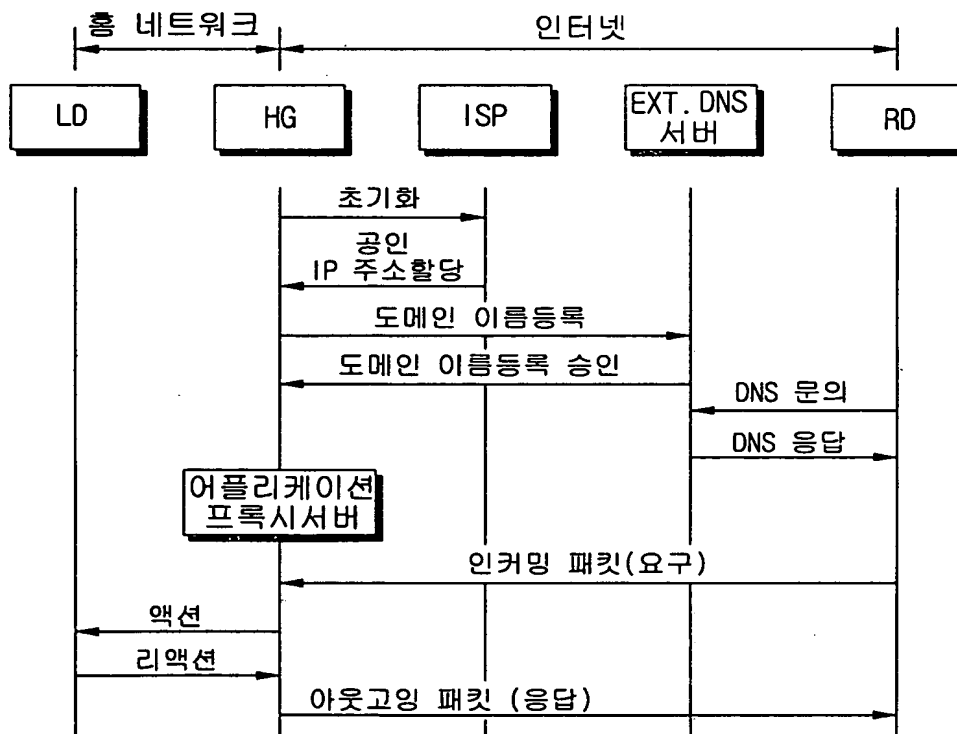 홈 네트워크
인터넷
LD
HG
ISP
EXT. DNS
서버
RD
초기화
공인
IP 주소할당
도메인 이름등록
도메인 이름등록 승인
DNS 문의
DNS 응답
어플리케이션
프록시서버
인커밍 패킷(요구)
액션
리액션
아웃고잉 패킷 (응답)